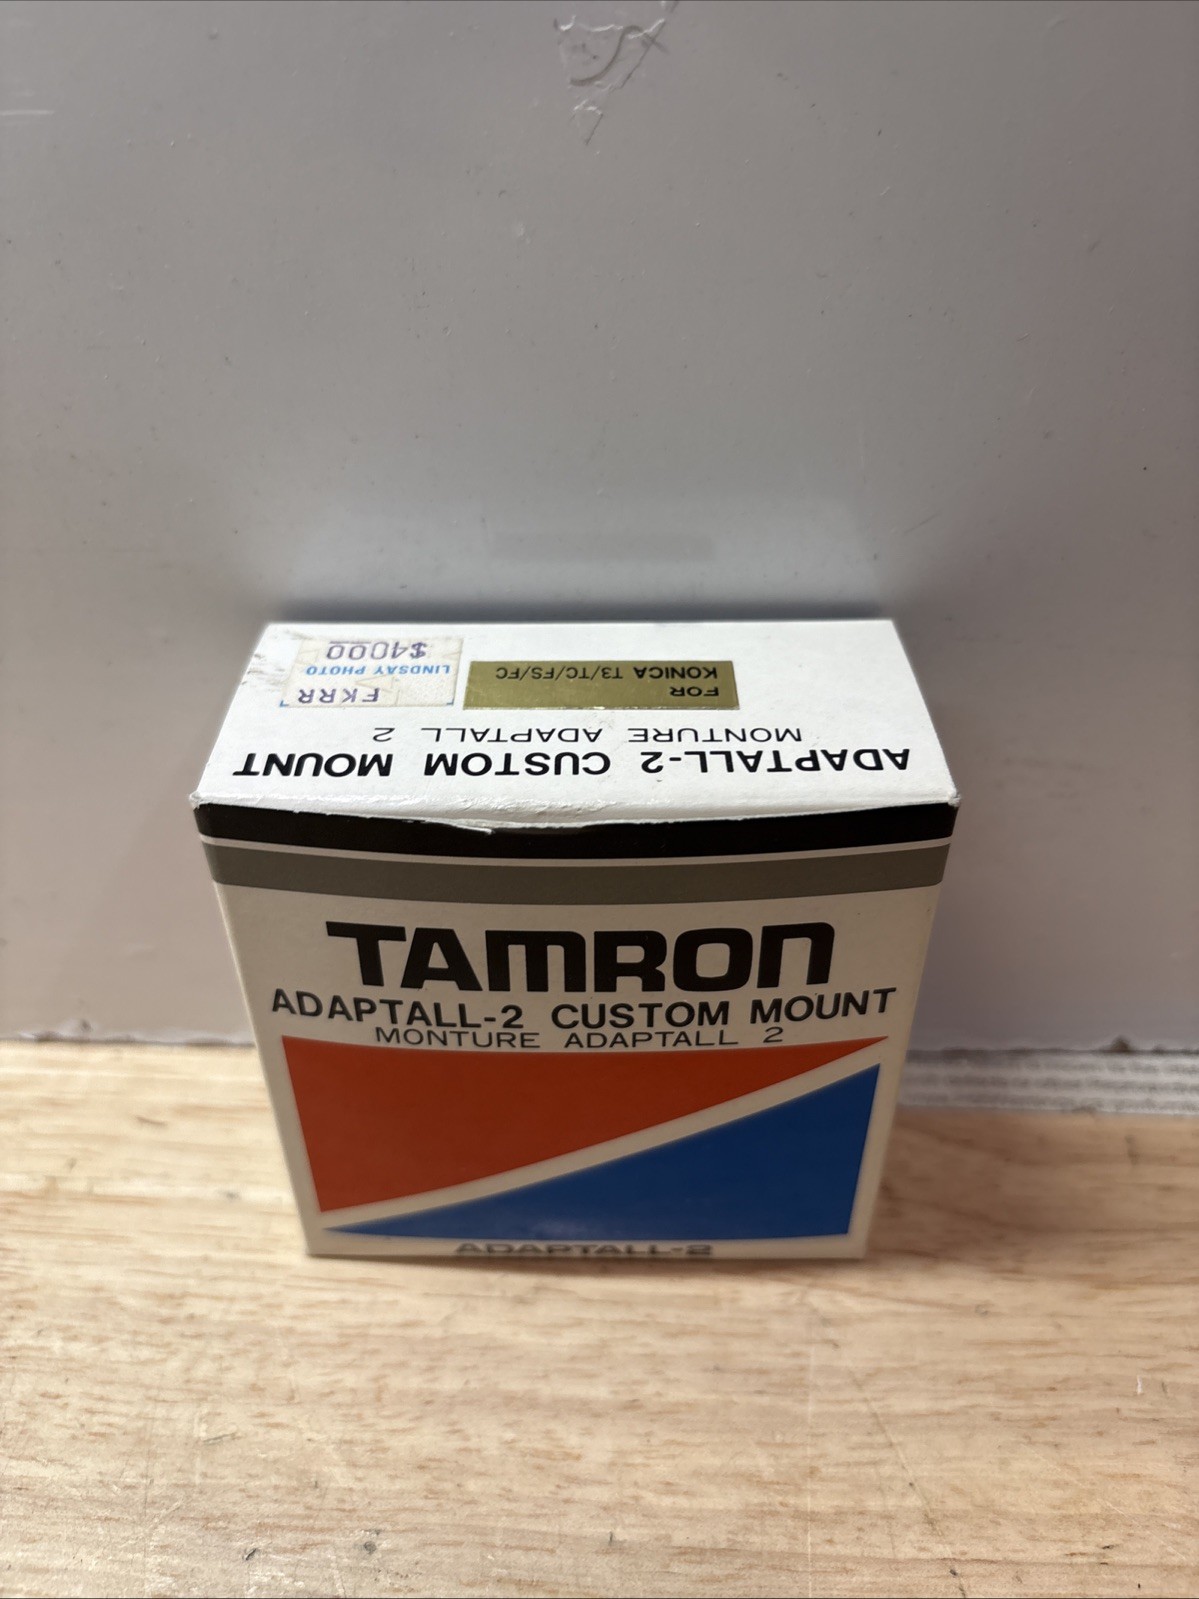 FKRR
LINDSAY PHOTO
$4000
FOR
KONICA T3/TC/FS/FC
ADAPTALL-2 CUSTOM MOUNT
MONTURE ADAPTALL 2
TAMRON
ADAPTALL-2 CUSTOM MOUNT
MONTURE ADAPTALL 2
ADAPTALL-2